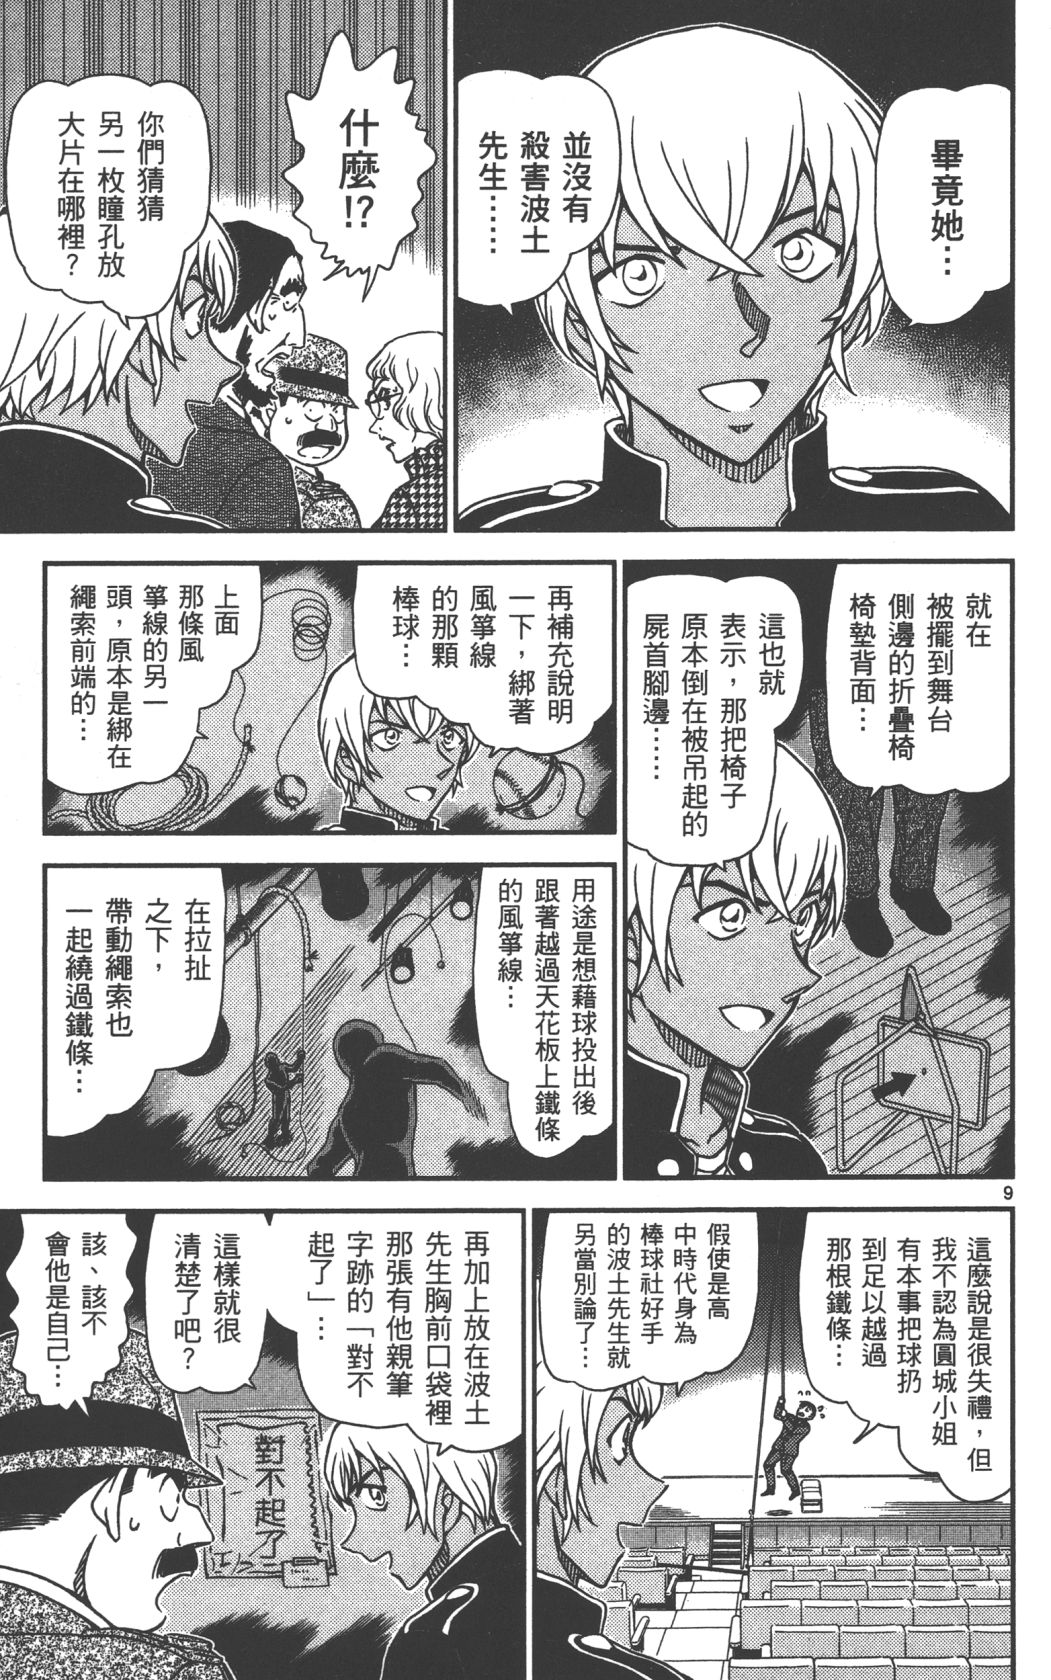 畢竟她…
並沒有
殺害波土
先生……
什麼!?
你們猜猜
另一枚瞳孔放
大片在哪裡？
就在
被擺到舞台
側邊的折疊椅
椅墊背面…
這也就
表示，那把椅子
原本倒在被吊起的
屍首腳邊……
再補充說明
一下，綁著
風箏線
的那顆
棒球…
上面
那條風
箏線的另一
頭，原本是綁在
繩索前端的…
用途是想藉球投出後
跟著越過天花板上鐵條
的風箏線…
在拉扯
之下，
帶動繩索也
一起繞過鐵條…
9
這麼說是很失禮，但
我不認為圓城小姐
有本事把球扔
到足以越過
那根鐵條…
假使是高
中時代身為
棒球社好手
的波土先生就
另當別論了…
再加上放在波土
先生胸前口袋裡
那張有他親筆
字跡的「對不
起了」…
這樣就很
清楚了吧？
對不起了
該、該不
會他是自己…